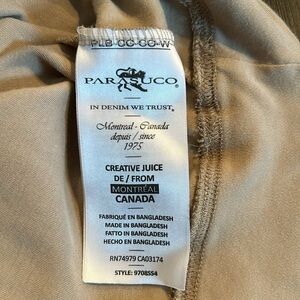 PLB-CC-CO-W
PARASUCO®
IN DENIM WE TRUST®
Montreal - Canada
depuis / since
1975
CREATIVE JUICE
DE / FROM
MONTRÉAL
CANADA
FABRIQUÉ EN BANGLADESH
MADE IN BANGLADESH
FATTO IN BANGLADESH
HECHO EN BANGLADESH
RN74979 CA03174
STYLE: 9708554